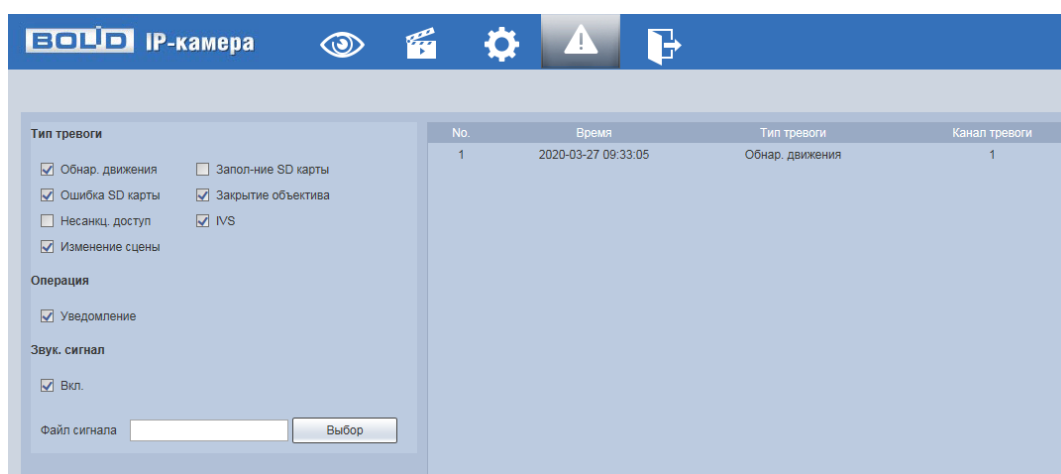 BOLID IP-камера
Тип тревоги
Обнар. движения Запол-ние SD карты
Ошибка SD карты Закрытие объектива
Несанкц. доступ IVS
Изменение сцены
Операция
Уведомление
Звук. сигнал
Вкл.
Файл сигнала Выбор
No. Время Тип тревоги Канал тревоги
1 2020-03-27 09:33:05 Обнар. движения 1